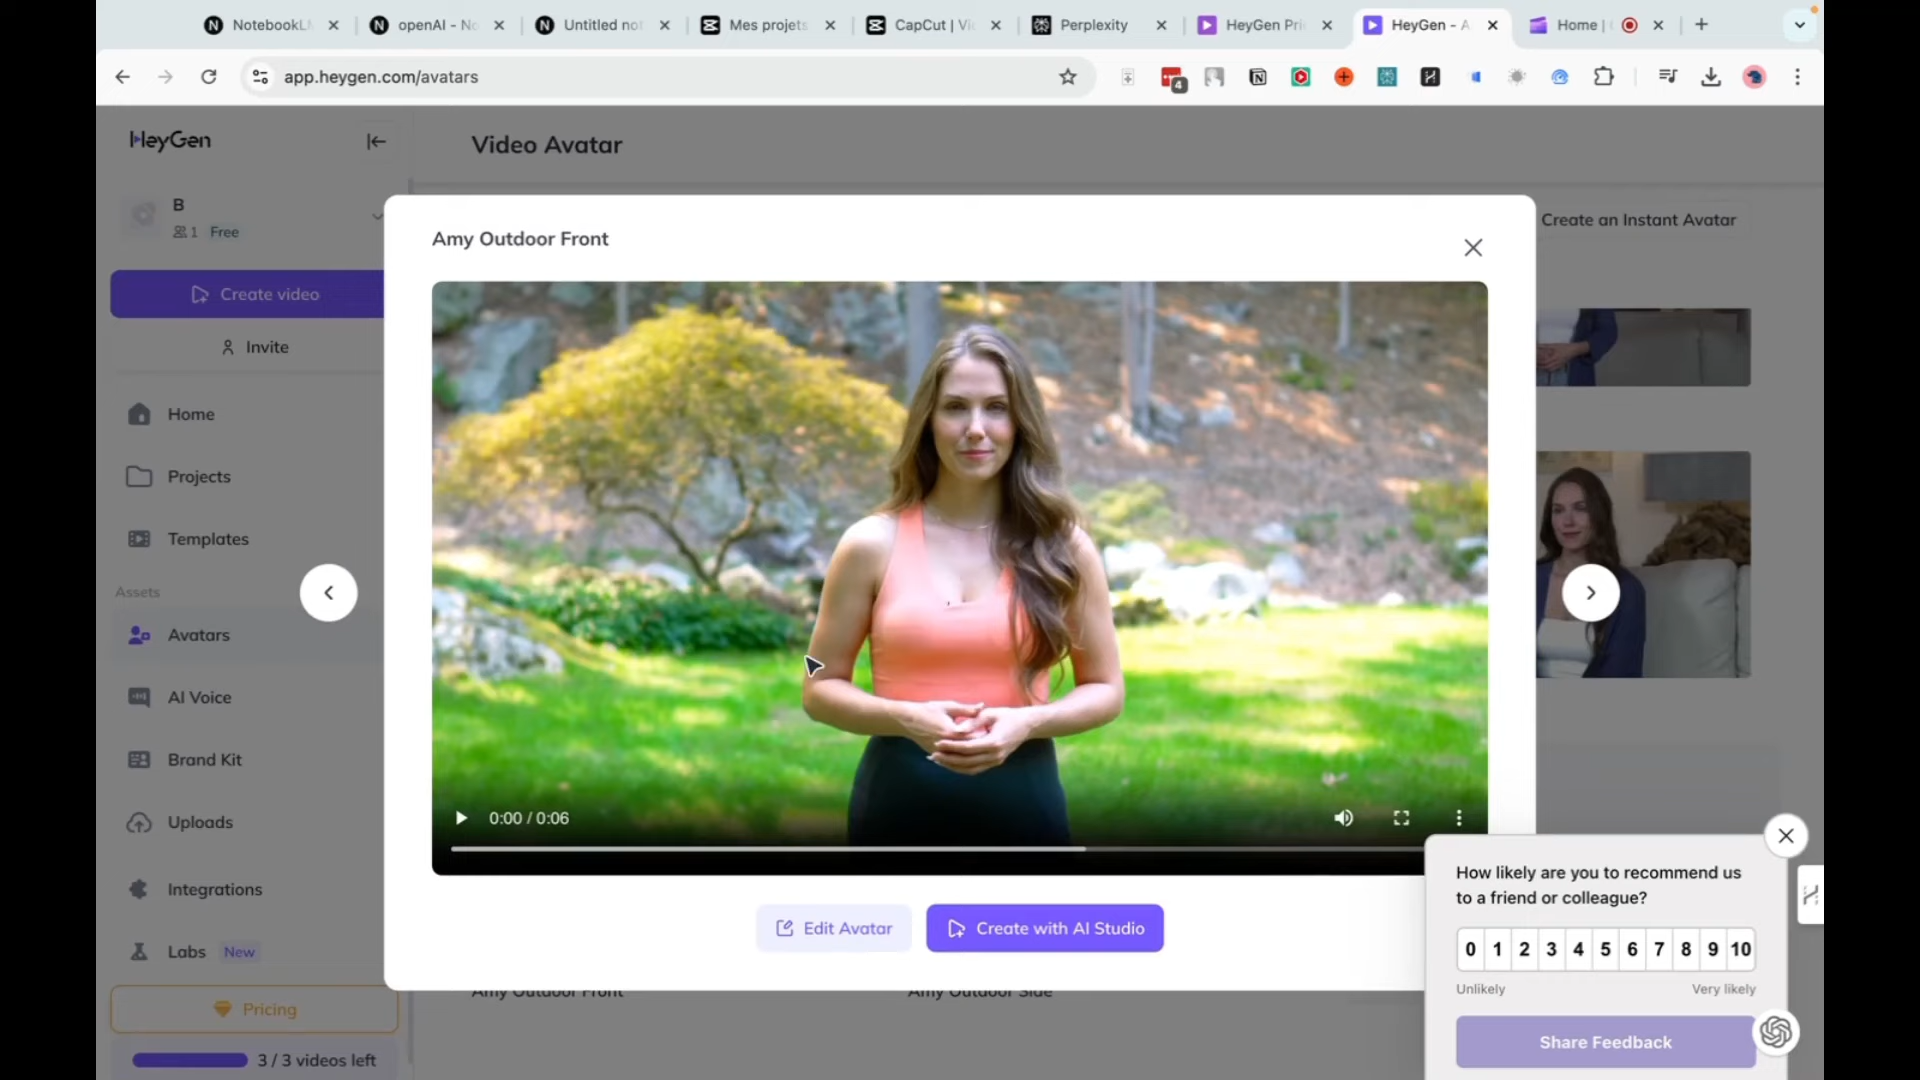 NotebookL
openAI - No
Untitled not
Mes projets
CapCut | Vi
Perplexity
HeyGen Pri
HeyGen - A
Home |
app.heygen.com/avatars
4
HeyGen
Video Avatar
B
1 Free
Create an Instant Avatar
Amy Outdoor Front
Create video
Invite
Home
Projects
Templates
Assets
Avatars
AI Voice
Brand Kit
Uploads
Integrations
Labs New
Pricing
3 / 3 videos left
0:00 / 0:06
Edit Avatar
Create with AI Studio
Amy Outdoor Front
Amy Outdoor Side
How likely are you to recommend us
to a friend or colleague?
0 1 2 3 4 5 6 7 8 9 10
Unlikely
Very likely
Share Feedback